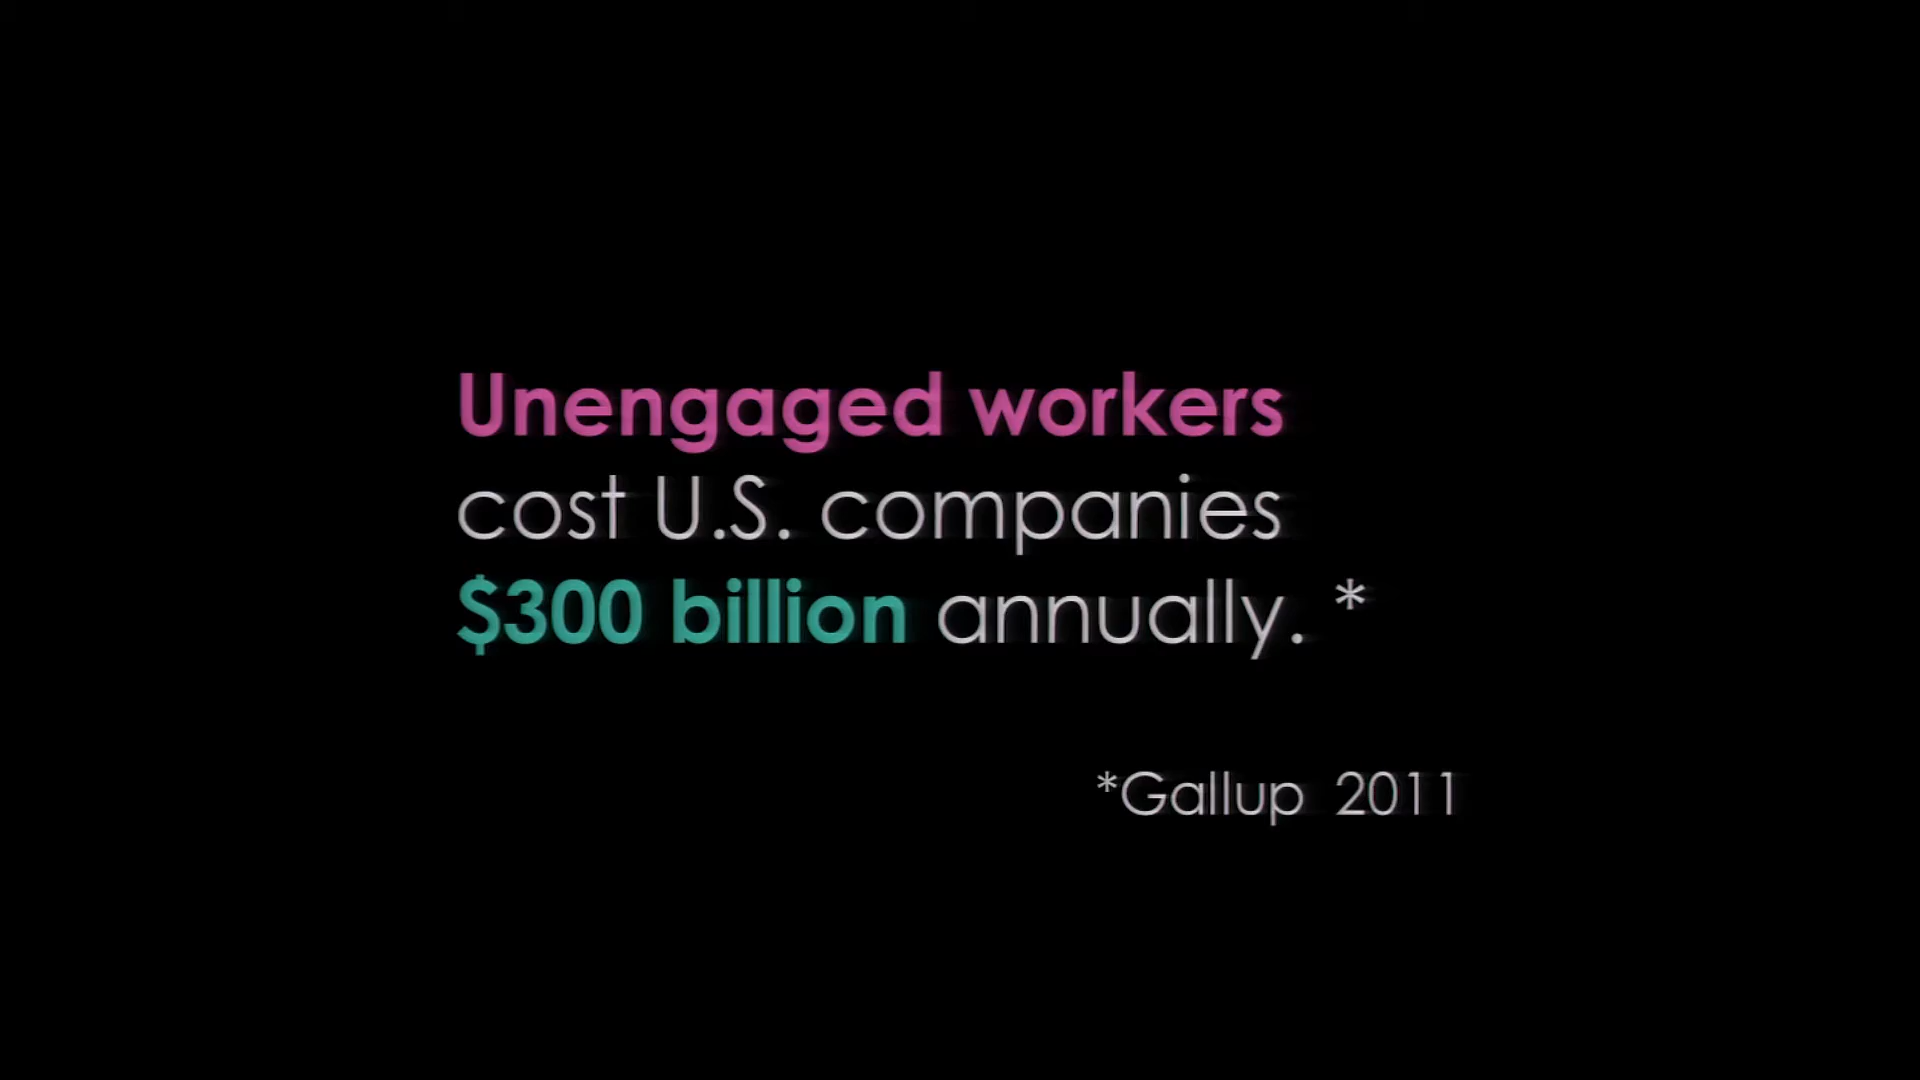 Unengaged workers
cost U.S. companies
$300 billion annually. *
*Gallup 2011